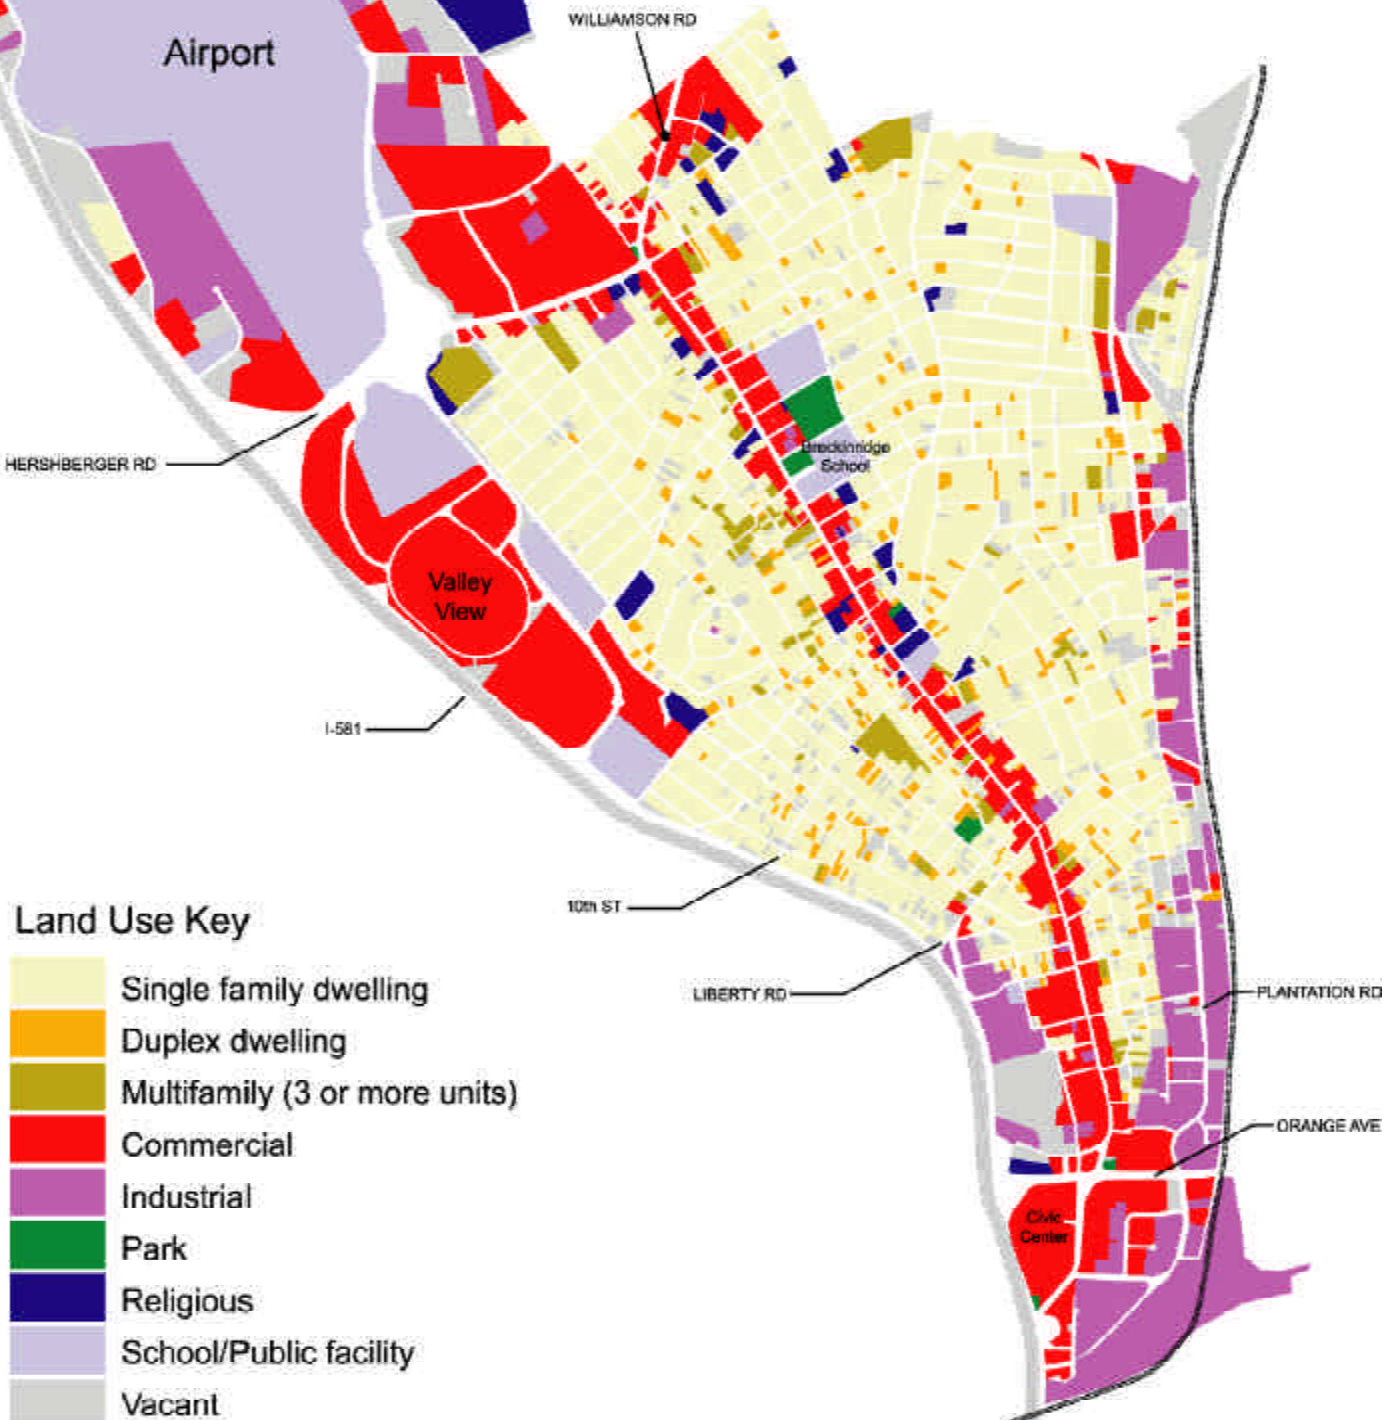 WILLIAMSON RD
Airport
Breckinridge
School
HERSHBERGER RD
Valley
View
I-581
10th ST
Land Use Key
Single family dwelling
LIBERTY RD
PLANTATION RD
Duplex dwelling
Multifamily (3 or more units)
ORANGE AVE
Commercial
Industrial
Civic
Center
Park
Religious
School/Public facility
Vacant